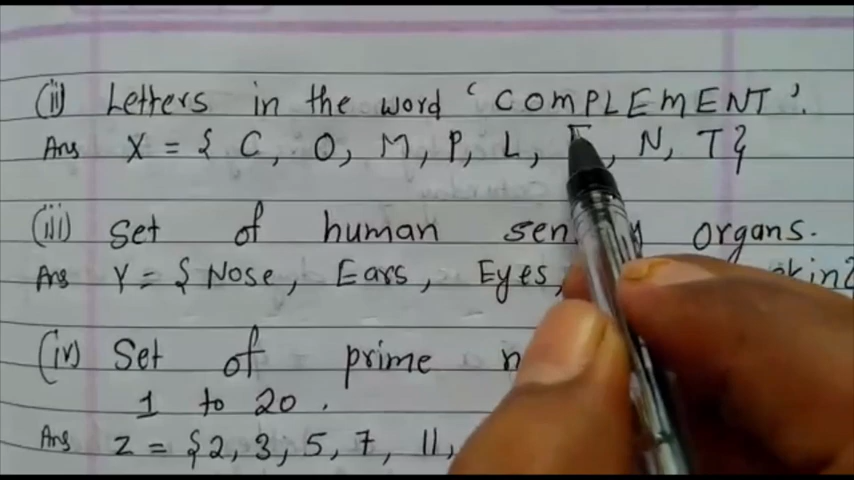 (ii) Letters in the word 'COMPLEMENT'.
Ans X = { C, O, M, P, L, , N, T}
(iii) Set of human organs.
Ans Y = { Nose, Ears, Eyes,
(iv) Set of prime
1 to 20.
Ans Z = {2, 3, 5, 7, 11,